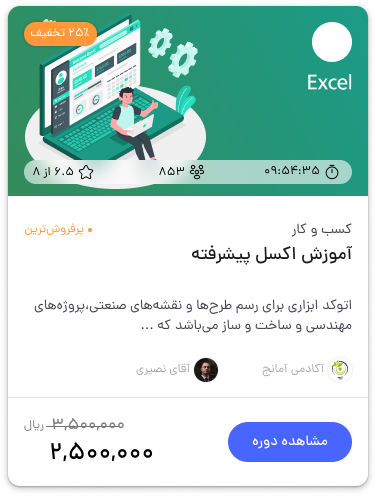 ۲۵٪ تخفیف
Excel
۰۹:۵۴:۳۵
۸۵۳
۶.۵ از ۸
کسب و کار
پرفروش‌ترین
آموزش اکسل پیشرفته
اتوکد ابزاری برای رسم طرح‌ها و نقشه‌های صنعتی،پروژه‌های
مهندسی و ساخت و ساز می‌باشد که ...
آکادمی آمانج
آقای نصیری
۳,۵۰۰,۰۰۰ ریال
۲,۵۰۰,۰۰۰
مشاهده دوره